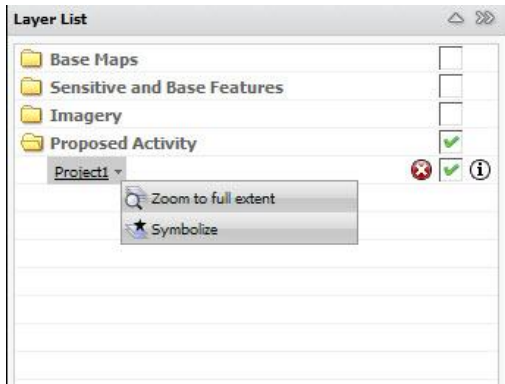 Layer List
Base Maps
Sensitive and Base Features
Imagery
Proposed Activity
Project1
Zoom to full extent
Symbolize